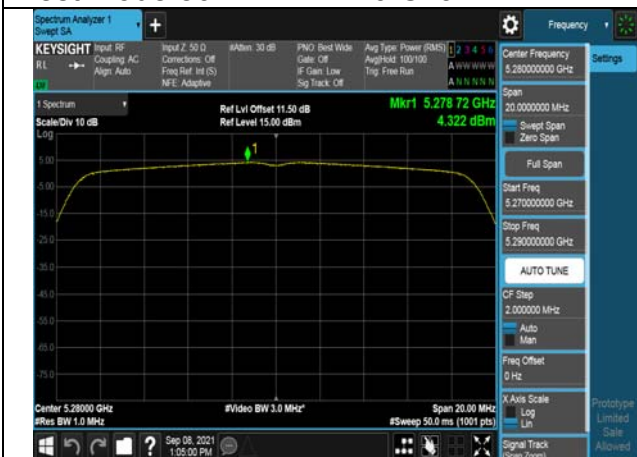 Spectrum Analyzer 1
Swept SA
+
Frequency
KEYSIGHT
Input: RF
Input Z: 50 Ω
#Atten: 30 dB
PNO: Best Wide
Avg Type: Power (RMS)
1 2 3 4 5 6
RL
Coupling: AC
Corrections: Off
Gate: Off
Avg|Hold: 100/100
A W W W W W
Align: Auto
Freq Ref: Int (S)
IF Gain: Low
Trig: Free Run
NFE: Adaptive
Sig Track: Off
A N N N N N
1 Spectrum
Ref Lvl Offset 11.50 dB
Mkr1 5.278 72 GHz
Scale/Div 10 dB
Ref Level 15.00 dBm
4.322 dBm
Log
1
5.00
-5.00
-15.0
-25.0
-35.0
-45.0
-55.0
-65.0
-75.0
Center 5.28000 GHz
#Video BW 3.0 MHz*
Span 20.00 MHz
#Res BW 1.0 MHz
#Sweep 50.0 ms (1001 pts)
Sep 08, 2021
1:05:00 PM
Center Frequency
5.280000000 GHz
Settings
Span
20.0000000 MHz
Swept Span
Zero Span
Full Span
Start Freq
5.270000000 GHz
Stop Freq
5.290000000 GHz
AUTO TUNE
CF Step
2.000000 MHz
Auto
Man
Freq Offset
0 Hz
X Axis Scale
Log
Lin
Signal Track
(Span Zoom)
Prototype
Limited
Sale
Allowed